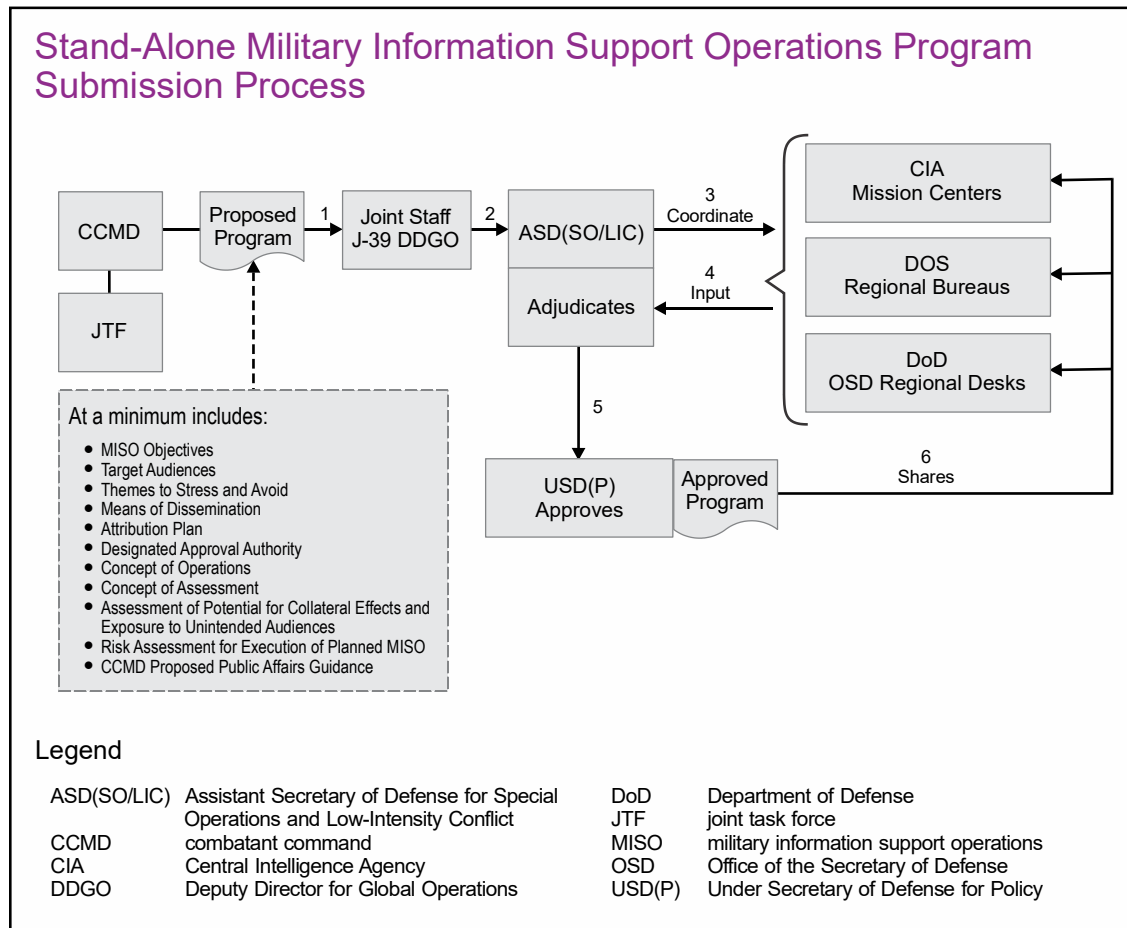 Stand-Alone Military Information Support Operations Program
Submission Process
CCMD
JTF
Proposed
Program
1
Joint Staff
J-39 DDGO
2
ASD(SO/LIC)
Adjudicates
3
Coordinate
4
Input
CIA
Mission Centers
DOS
Regional Bureaus
DoD
OSD Regional Desks
5
USD(P)
Approves
Approved
Program
6
Shares
At a minimum includes:
• MISO Objectives
• Target Audiences
• Themes to Stress and Avoid
• Means of Dissemination
• Attribution Plan
• Designated Approval Authority
• Concept of Operations
• Concept of Assessment
• Assessment of Potential for Collateral Effects and
Exposure to Unintended Audiences
• Risk Assessment for Execution of Planned MISO
• CCMD Proposed Public Affairs Guidance
Legend
ASD(SO/LIC) Assistant Secretary of Defense for Special
Operations and Low-Intensity Conflict
CCMD combatant command
CIA Central Intelligence Agency
DDGO Deputy Director for Global Operations
DoD Department of Defense
JTF joint task force
MISO military information support operations
OSD Office of the Secretary of Defense
USD(P) Under Secretary of Defense for Policy